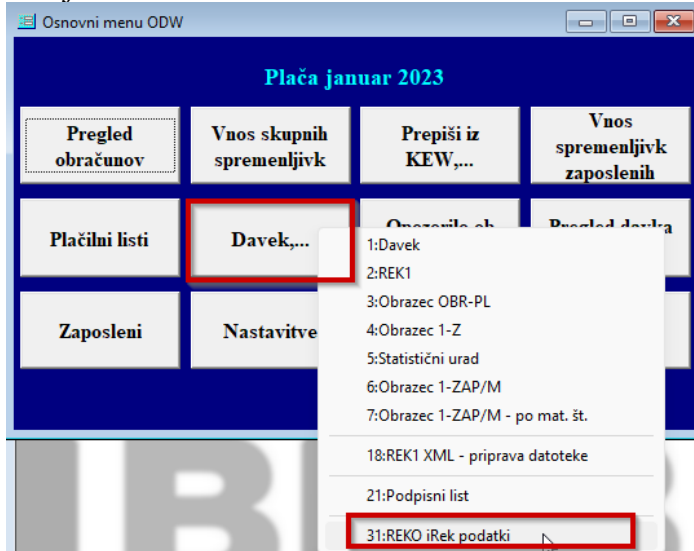 Osnovni menu ODW
Plača januar 2023
Pregled
obračunov
Vnos skupnih
spremenljivk
Prepiši iz
KEW,...
Vnos
spremenljivk
zaposlenih
Plačilni listi
Davek,...
Zaposleni
Nastavitve
1:Davek
2:REK1
3:Obrazec OBR-PL
4:Obrazec 1-Z
5:Statistični urad
6:Obrazec 1-ZAP/M
7:Obrazec 1-ZAP/M - po mat. št.
18:REK1 XML - priprava datoteke
21:Podpisni list
31:REKO iRek podatki